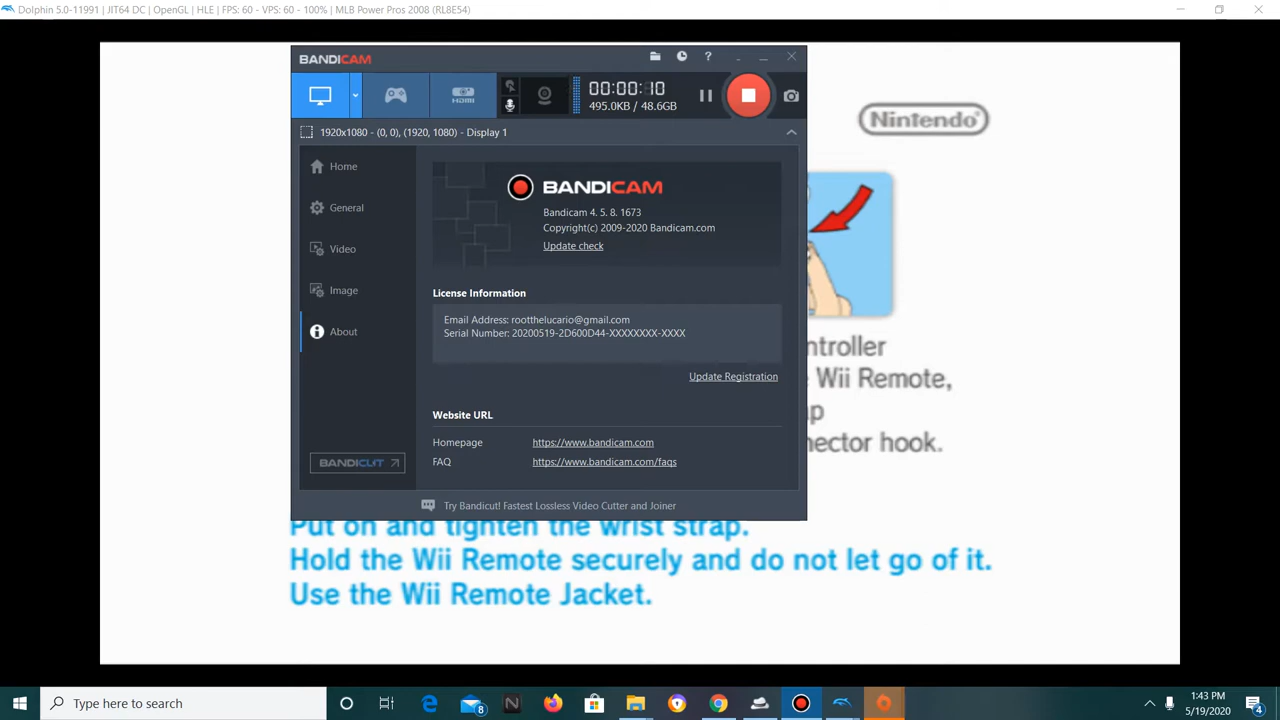 Dolphin 5.0-11991 | JIT64 DC | OpenGL | HLE | FPS: 60 - VPS: 60 - 100% | MLB Power Pros 2008 (RL8E54)
BANDICAM
?
HDMI
00:00:10
495.0KB / 48.6GB
1920x1080 - (0, 0), (1920, 1080) - Display 1
Nintendo®
Home
General
Video
Image
About
BANDICUT
BANDICAM
Bandicam 4. 5. 8. 1673
Copyright(c) 2009-2020 Bandicam.com
Update check
License Information
Email Address: rootthelucario@gmail.com
Serial Number: 20200519-2D600D44-XXXXXXXX-XXXX
Update Registration
Website URL
Homepage https://www.bandicam.com
FAQ https://www.bandicam.com/faqs
Try Bandicut! Fastest Lossless Video Cutter and Joiner
ntroller
Wii Remote,
ap
nector hook.
Put on and tighten the wrist strap.
Hold the Wii Remote securely and do not let go of it.
Use the Wii Remote Jacket.
Type here to search
8
N
1:43 PM
5/19/2020
4